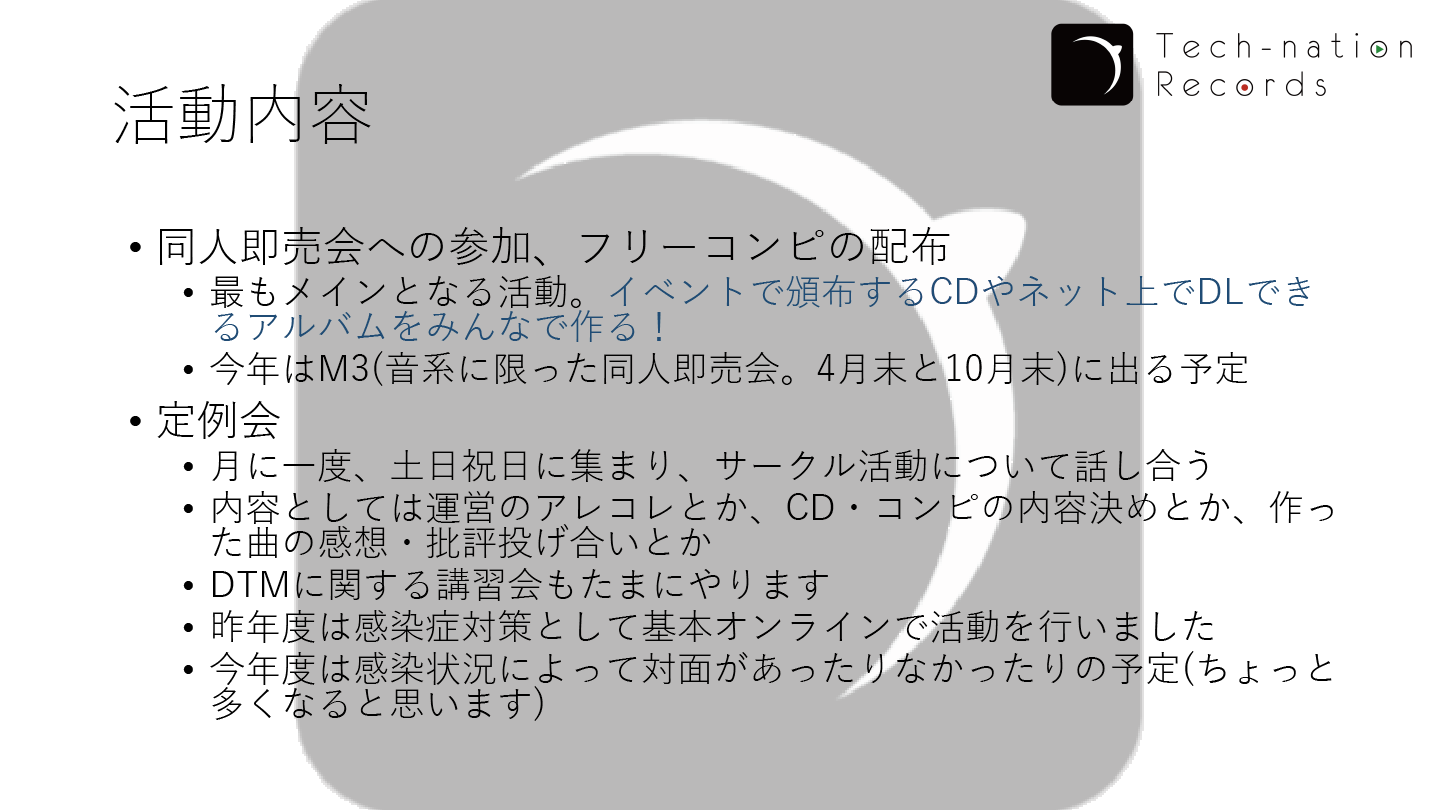 Tech-nation
Records
活動内容
• 同人即売会への参加、フリーコンピの配布
• 最もメインとなる活動。イベントで頒布するCDやネット上でDLでき
るアルバムをみんなで作る！
• 今年はM3(音系に限った同人即売会。4月末と10月末)に出る予定
• 定例会
• 月に一度、土日祝日に集まり、サークル活動について話し合う
• 内容としては運営のアレコレとか、CD・コンピの内容決めとか、作っ
た曲の感想・批評投げ合いとか
• DTMに関する講習会もたまにやります
• 昨年度は感染症対策として基本オンラインで活動を行いました
• 今年度は感染状況によって対面があったりなかったりの予定(ちょっと
多くなると思います)